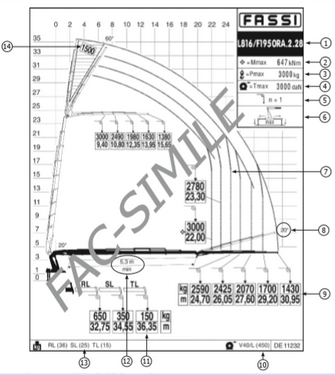 FASSI
LB16/F1950RA.2.28
Mmax 647 kNm
Pmax 3000 kg
Tmax 3000 daN
n = 1
max
0 2 4 6 8 10 12 14 16 18 20 22 24
35
33
31
29
27
25
23
21
19
17
15
13
11
9
7
5
3
1
0
1500
60°
3000 2490 1980 1630 1380
9,40 10,80 12,35 13,95 15,65
2780
23,30
3000
22,00
20°
20°
6,3 m
min
RL SL TL
650 350 150 kg
32,75 34,55 36,35 m
kg 2590 2425 2070 1700 1430
m 24,70 26,05 27,60 29,20 30,95
RL (36) SL (25) TL (15)
V40/L (450) DE 11232
FAC-SIMILE
1
2
3
4
5
6
7
8
9
10
11
12
13
14